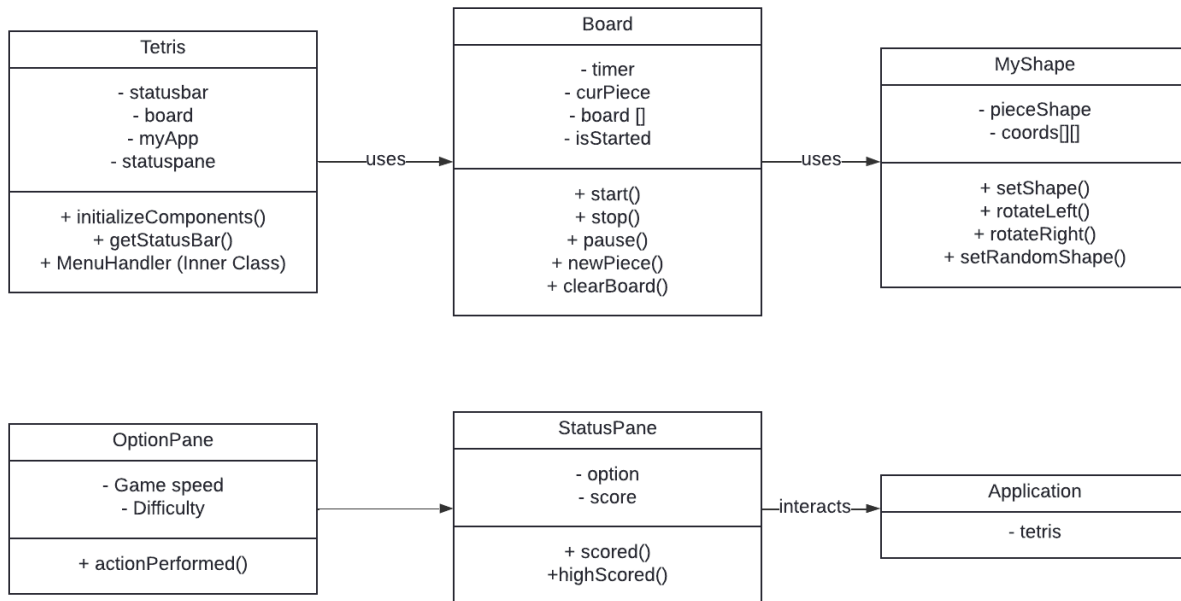 Tetris
- statusbar
- board
- myApp
- statuspane
+ initializeComponents()
+ getStatusBar()
+ MenuHandler (Inner Class)
uses
Board
- timer
- curPiece
- board []
- isStarted
+ start()
+ stop()
+ pause()
+ newPiece()
+ clearBoard()
uses
MyShape
- pieceShape
- coords[][]
+ setShape()
+ rotateLeft()
+ rotateRight()
+ setRandomShape()
OptionPane
- Game speed
- Difficulty
+ actionPerformed()
StatusPane
- option
- score
+ scored()
+highScored()
interacts
Application
- tetris